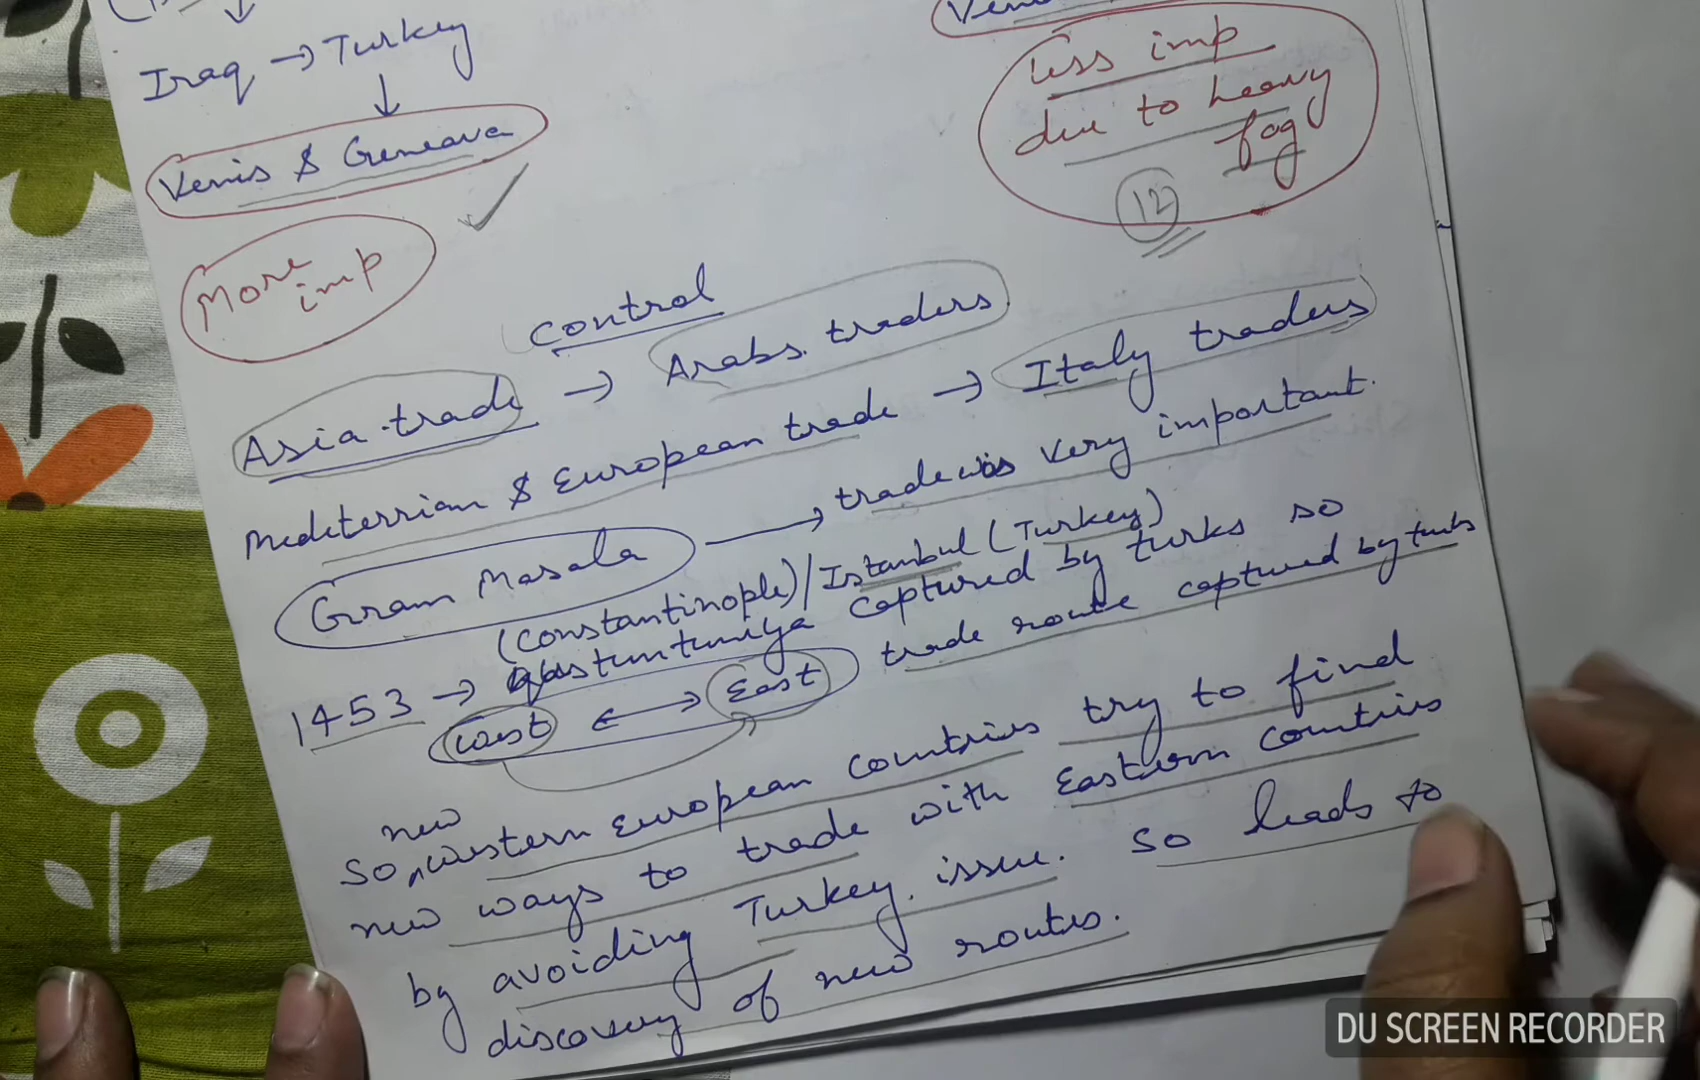 Iraq → Turkey
↓
Venis & Geneava
More
imp
less imp
due to heavy
fog
12
Control
Asia trade → Arabs traders
Mediterrian & European trade → Italy traders
Gram Masala → trade was very important.
(Constantinople)/Istanbul (Turkey)
1453 → qustuntuniya captured by turks so
West ↔ East trade route captured by turks
new
So, western European countries try to find
new ways to trade with Eastern countries
by avoiding Turkey issue. So leads to
discovery of new routes.
DU SCREEN RECORDER